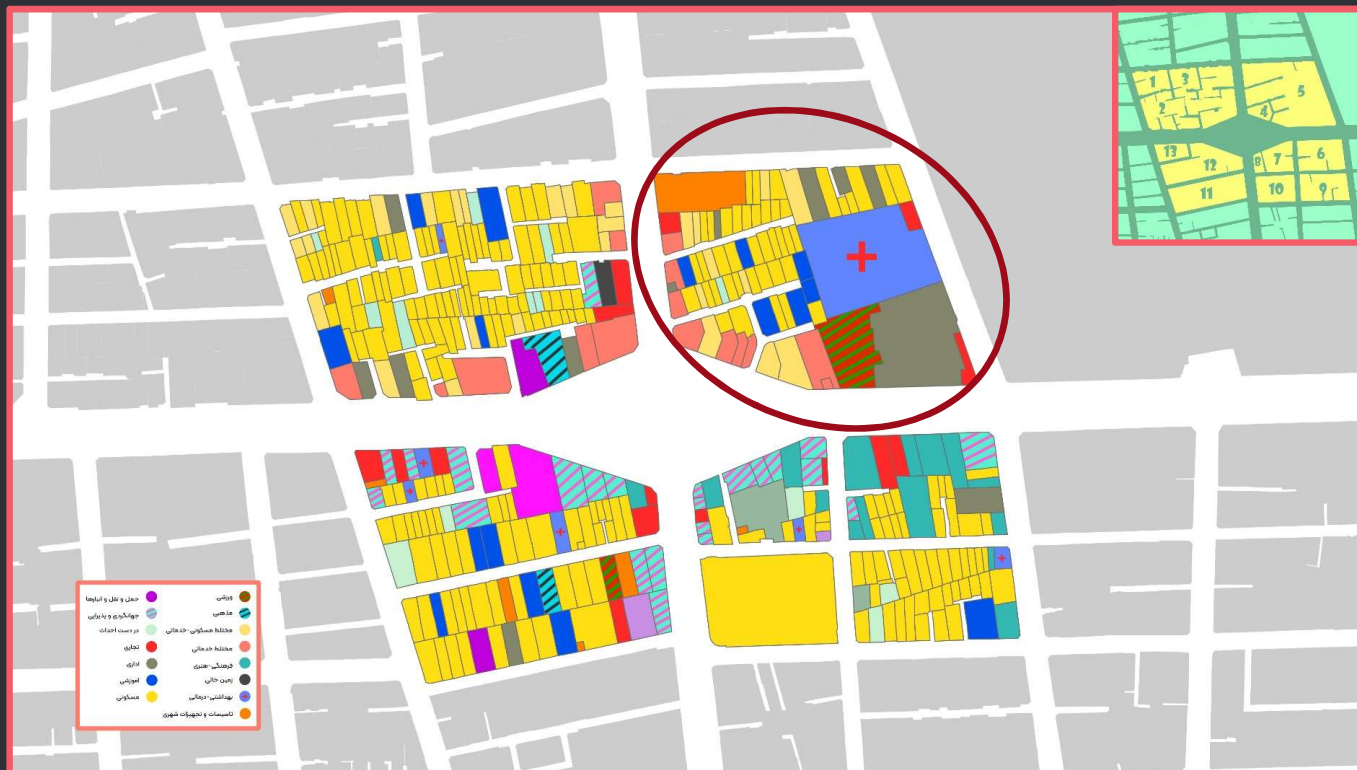 1
3
2
5
4
13
12
11
8
7
6
10
9
ورزشی
حمل و نقل و انبارها
مذهبی
جهانگردی و پذیرایی
مختلط مسکونی-خدماتی
در دست احداث
مختلط خدماتی
تجاری
فرهنگی-هنری
اداری
زمین خالی
آموزشی
بهداشتی-درمانی
مسکونی
تاسیسات و تجهیزات شهری